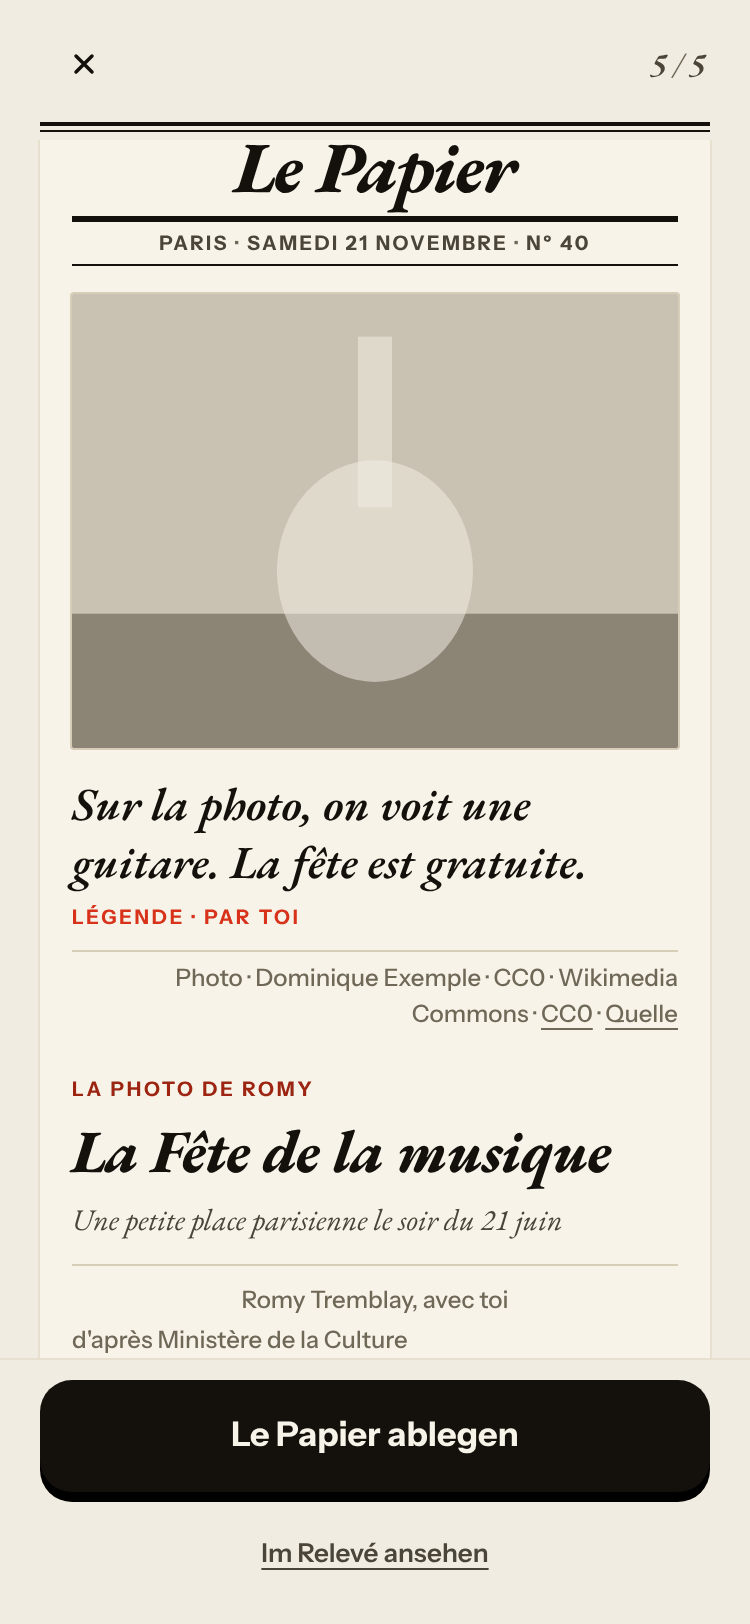 5/5
Le Papier
PARIS · SAMEDI 21 NOVEMBRE · N° 40
Sur la photo, on voit une
guitare. La fête est gratuite.
LÉGENDE · PAR TOI
Photo · Dominique Exemple · CC0 · Wikimedia
Commons · CC0 · Quelle
LA PHOTO DE ROMY
La Fête de la musique
Une petite place parisienne le soir du 21 juin
Romy Tremblay, avec toi
d'après Ministère de la Culture
Le Papier ablegen
Im Relevé ansehen